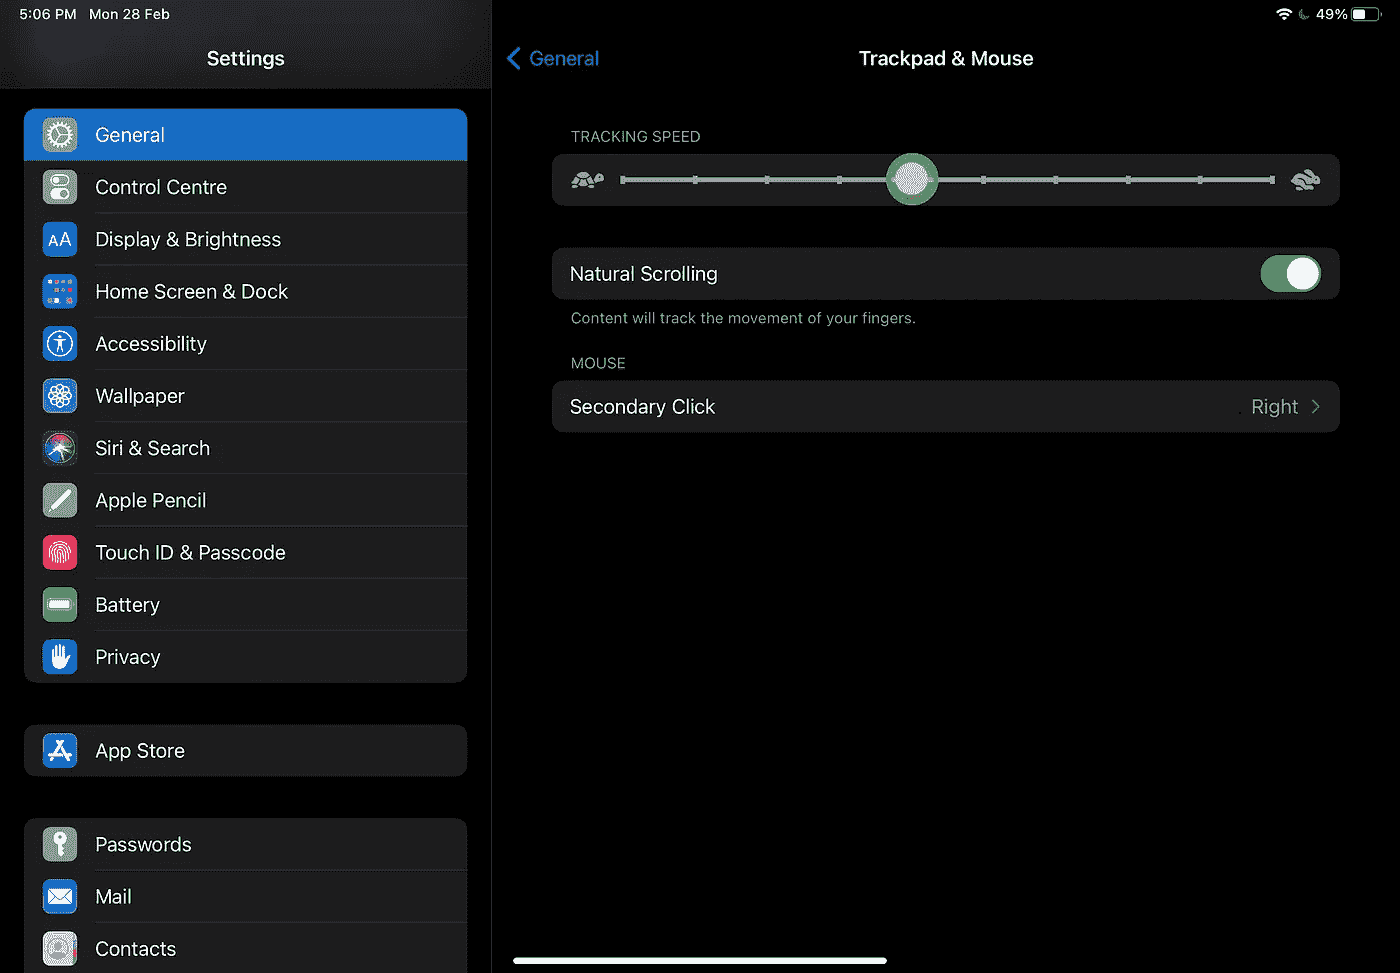 5:06 PM Mon 28 Feb
49%
Settings
General
Control Centre
AA
Display & Brightness
Home Screen & Dock
Accessibility
Wallpaper
Siri & Search
Apple Pencil
Touch ID & Passcode
Battery
Privacy
App Store
Passwords
Mail
Contacts
General
Trackpad & Mouse
TRACKING SPEED
Natural Scrolling
Content will track the movement of your fingers.
MOUSE
Secondary Click
Right